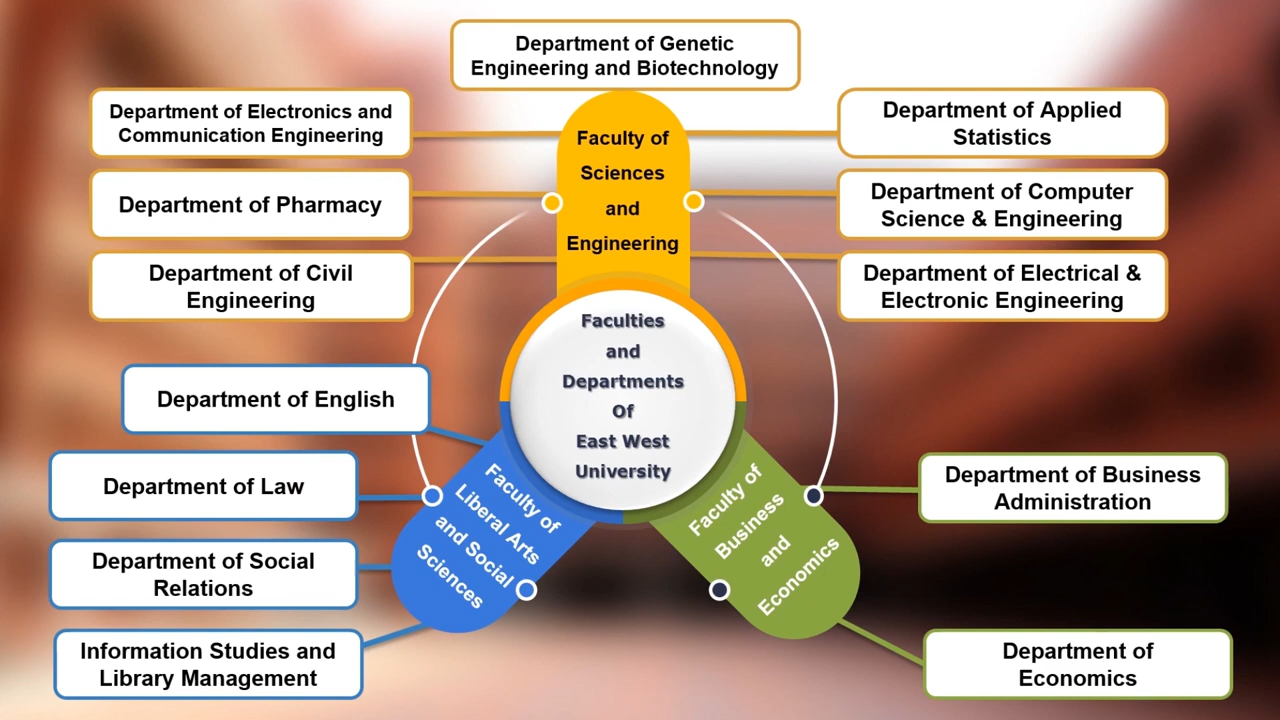 Department of Genetic
Engineering and Biotechnology
Department of Electronics and
Communication Engineering
Department of Pharmacy
Department of Civil
Engineering
Faculty of
Sciences
and
Engineering
Department of Applied
Statistics
Department of Computer
Science & Engineering
Department of Electrical &
Electronic Engineering
Faculties
and
Departments
Of
East West
University
Department of English
Department of Law
Department of Social
Relations
Information Studies and
Library Management
Faculty of
Liberal Arts
and Social
Sciences
Faculty of
Business
and
Economics
Department of Business
Administration
Department of
Economics